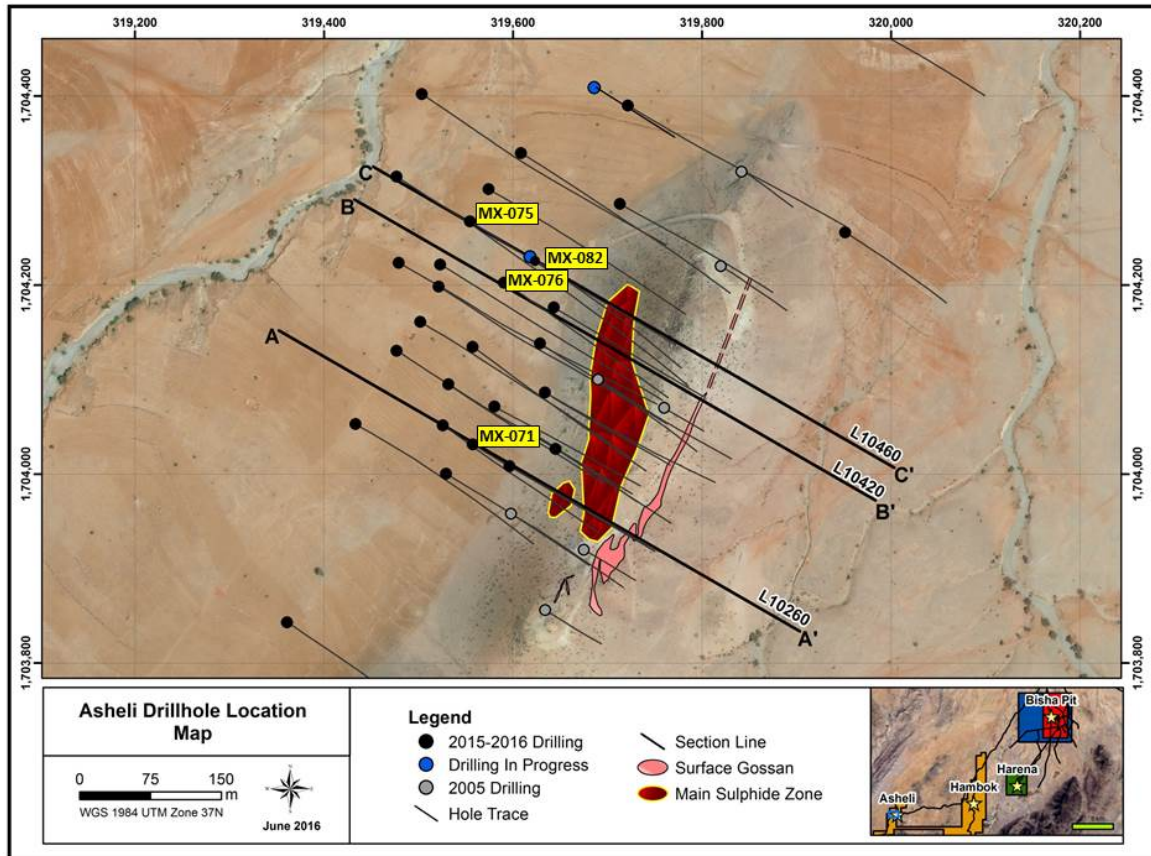 319,200 319,400 319,600 319,800 320,000 320,200
1,704,400 1,704,400
C
MX-075
B
MX-082
MX-076
1,704,200 1,704,200
A
MX-071
L10460
C'
L10420
B'
1,704,000 1,704,000
L10260
A'
1,703,800 1,703,800
Asheli Drillhole Location
Map
0 75 150
m
WGS 1984 UTM Zone 37N
June 2016
Legend
2015-2016 Drilling
Drilling In Progress
2005 Drilling
Hole Trace
Section Line
Surface Gossan
Main Sulphide Zone
Bisha Pit
Harena
Hambok
Asheli